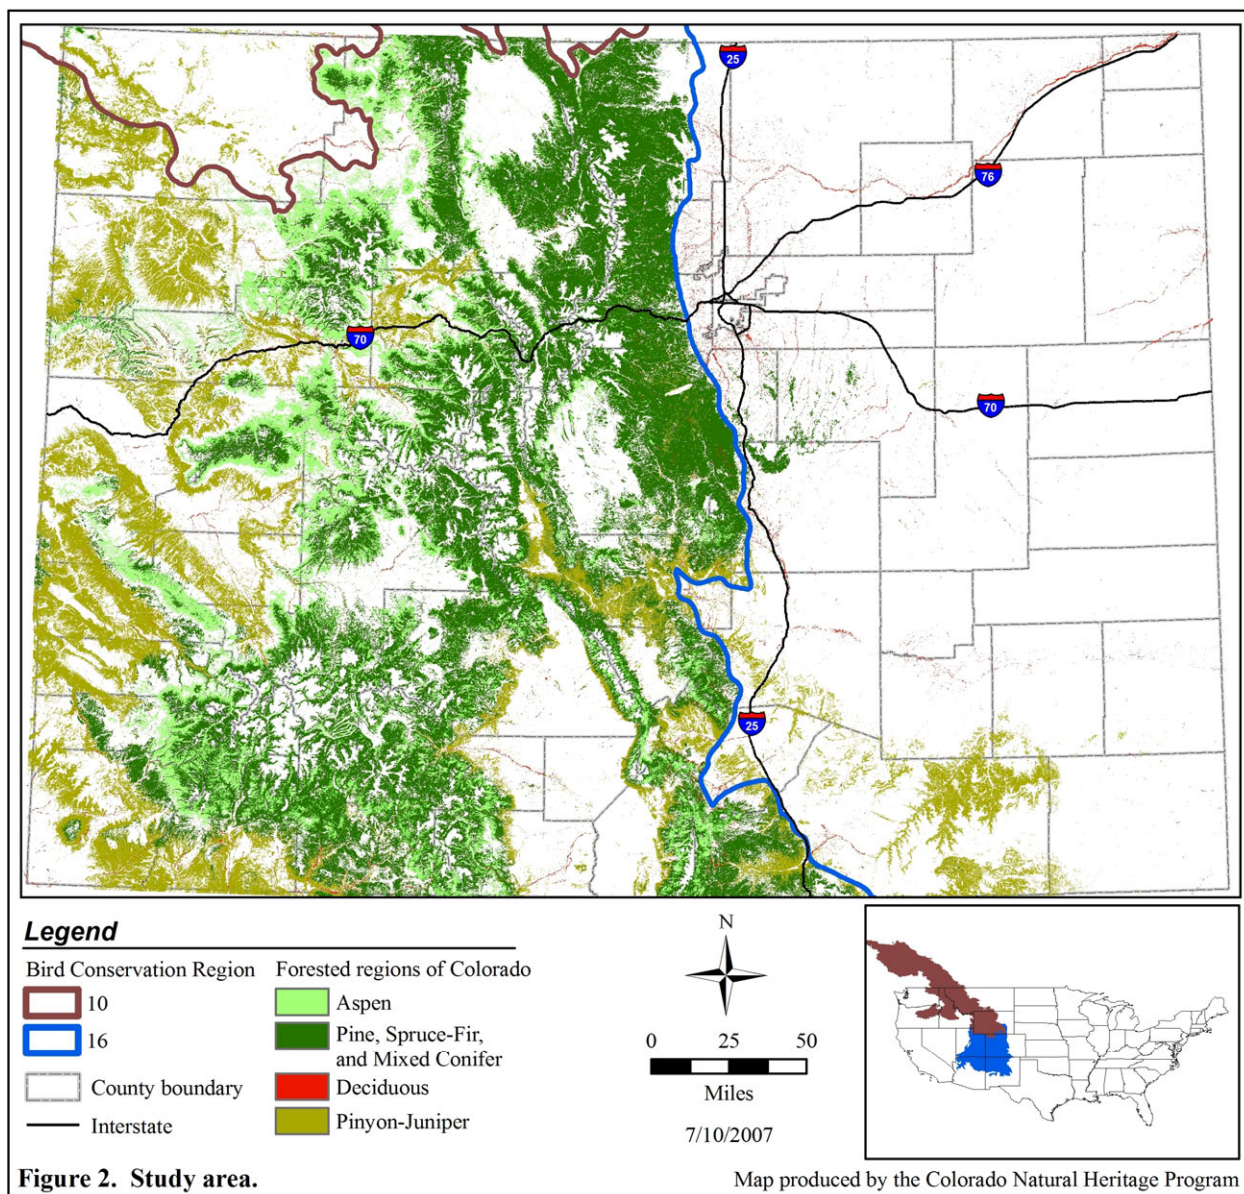 25
76
70
70
25
Legend
Bird Conservation Region
10
16
County boundary
Interstate
Forested regions of Colorado
Aspen
Pine, Spruce-Fir,
and Mixed Conifer
Deciduous
Pinyon-Juniper
N
0 25 50
Miles
7/10/2007
Figure 2. Study area.
Map produced by the Colorado Natural Heritage Program